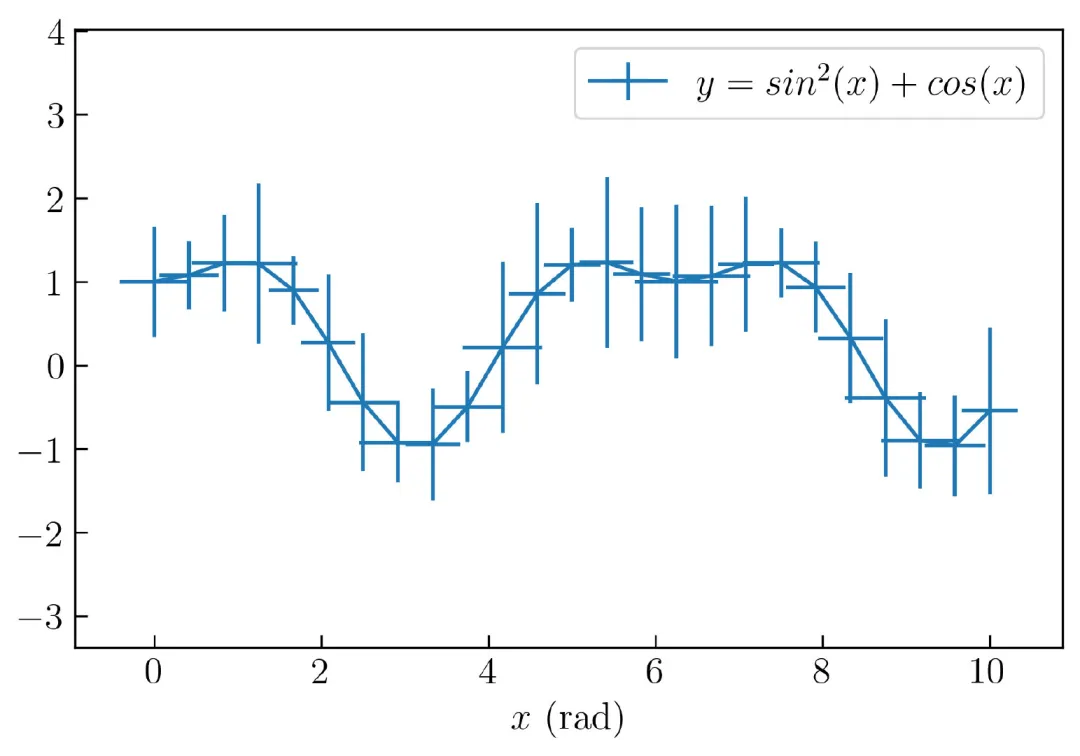 4
y = sin²(x) + cos(x)
3
2
1
0
−1
−2
−3
0 2 4 6 8 10
x (rad)